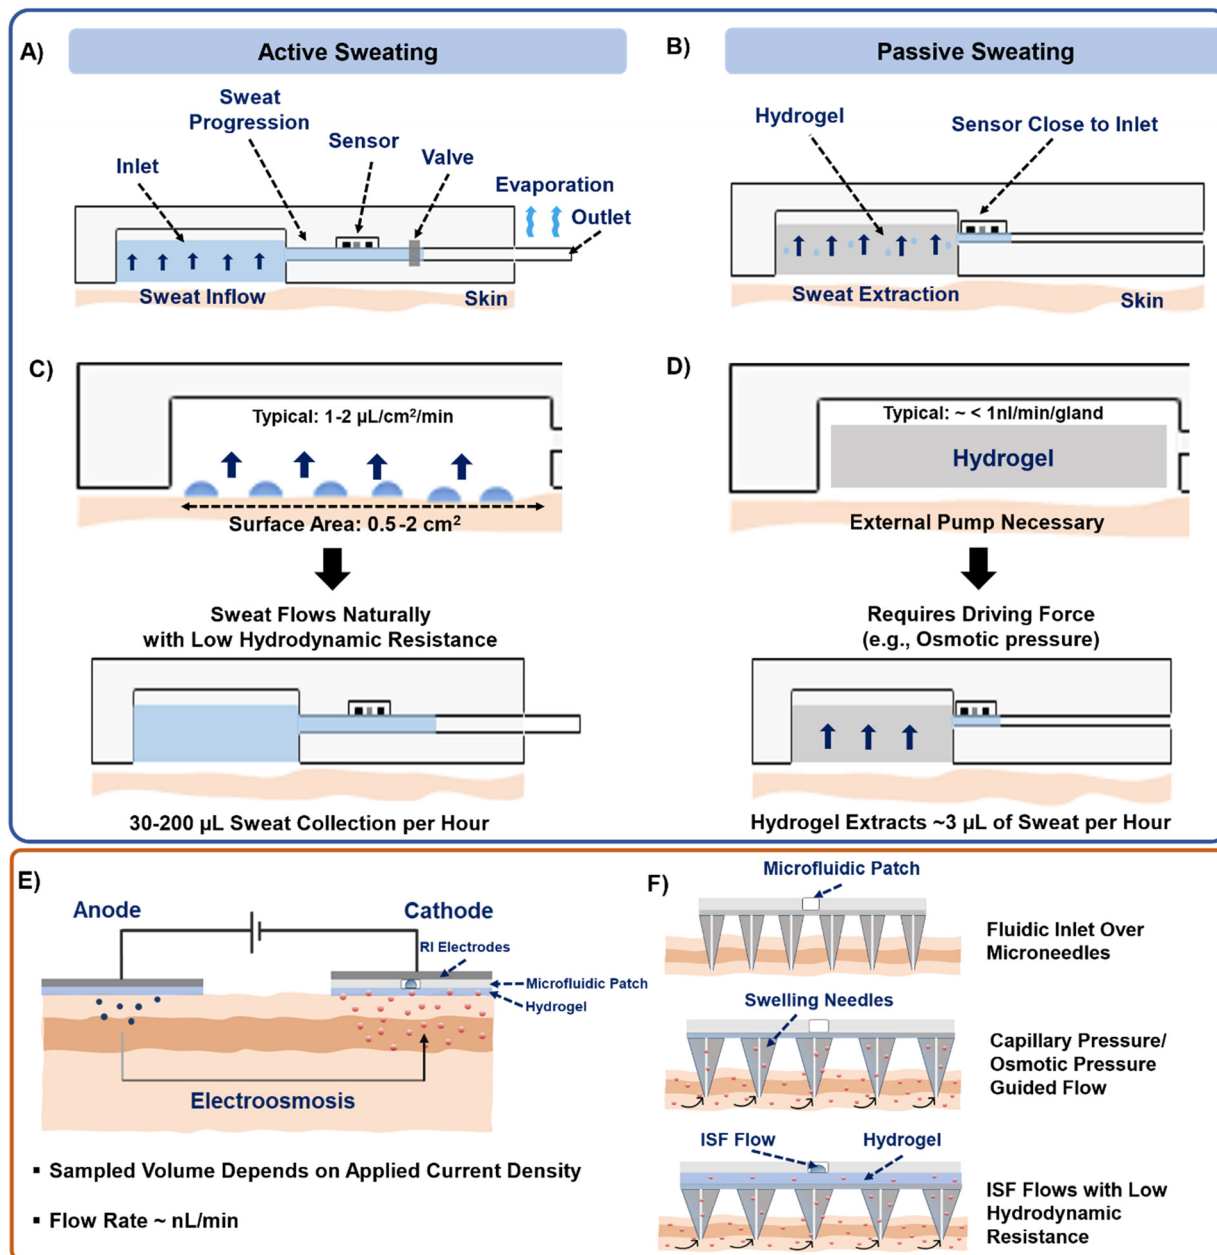 A)
Active Sweating
Sweat
Progression
Sensor
Inlet
Valve
Evaporation
Outlet
Sweat Inflow
Skin
B)
Passive Sweating
Hydrogel
Sensor Close to Inlet
Sweat Extraction
Skin
C)
Typical: 1-2 µL/cm²/min
Surface Area: 0.5-2 cm²
Sweat Flows Naturally
with Low Hydrodynamic Resistance
30-200 µL Sweat Collection per Hour
D)
Typical: ~ < 1nl/min/gland
Hydrogel
External Pump Necessary
Requires Driving Force
(e.g., Osmotic pressure)
Hydrogel Extracts ~3 µL of Sweat per Hour
E)
Anode
Cathode
RI Electrodes
Microfluidic Patch
Hydrogel
Electroosmosis
▪ Sampled Volume Depends on Applied Current Density
▪ Flow Rate ~ nL/min
F)
Microfluidic Patch
Fluidic Inlet Over
Microneedles
Swelling Needles
Capillary Pressure/
Osmotic Pressure
Guided Flow
ISF Flow
Hydrogel
ISF Flows with Low
Hydrodynamic
Resistance